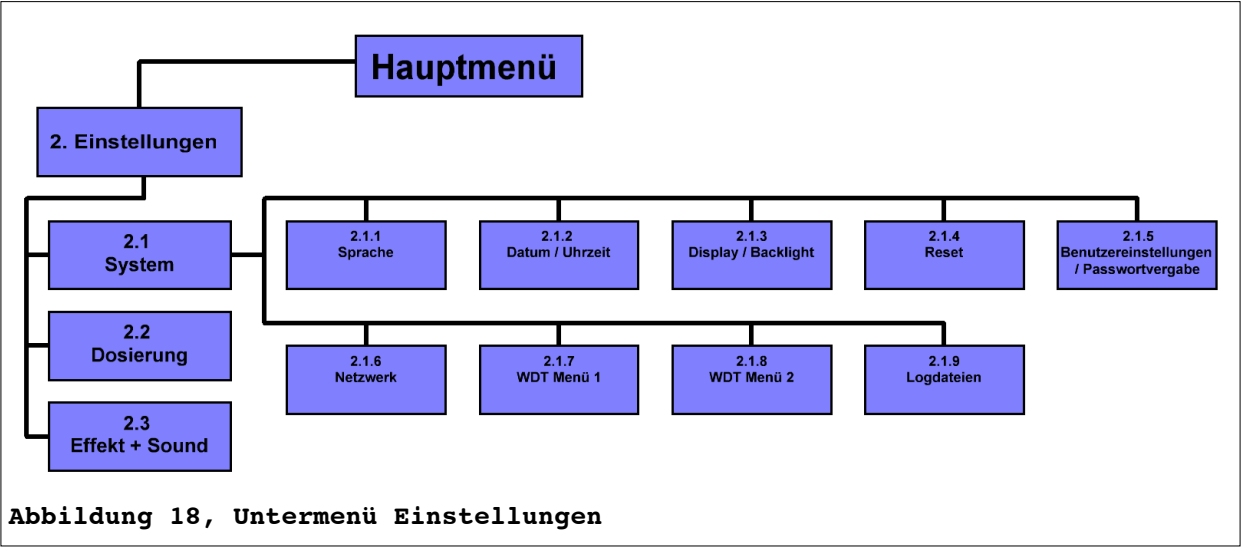 Hauptmenü
2. Einstellungen
2.1
System
2.1.1
Sprache
2.1.2
Datum / Uhrzeit
2.1.3
Display / Backlight
2.1.4
Reset
2.1.5
Benutzereinstellungen
/ Passwortvergabe
2.2
Dosierung
2.1.6
Netzwerk
2.1.7
WDT Menü 1
2.1.8
WDT Menü 2
2.1.9
Logdateien
2.3
Effekt + Sound
Abbildung 18, Untermenü Einstellungen